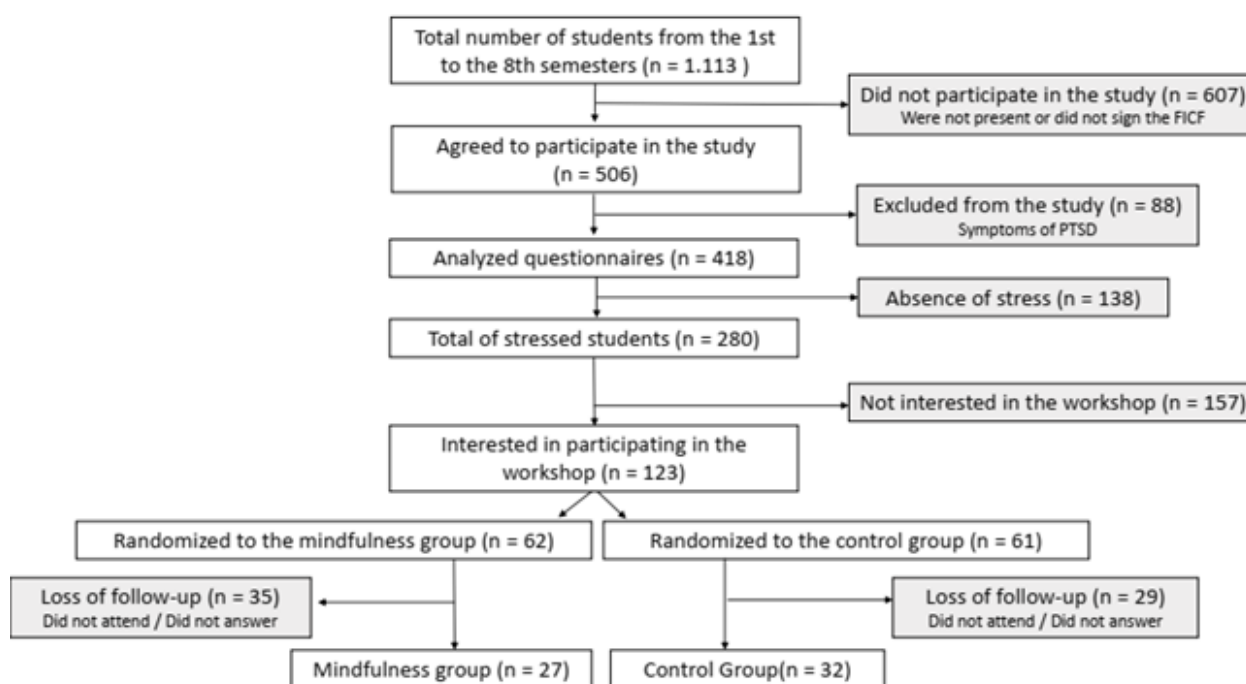 Total number of students from the 1st
to the 8th semesters (n = 1.113 )
Did not participate in the study (n = 607)
Were not present or did not sign the FICF
Agreed to participate in the study
(n = 506)
Excluded from the study (n = 88)
Symptoms of PTSD
Analyzed questionnaires (n = 418)
Absence of stress (n = 138)
Total of stressed students (n = 280)
Not interested in the workshop (n = 157)
Interested in participating in the
workshop (n = 123)
Randomized to the mindfulness group (n = 62)
Randomized to the control group (n = 61)
Loss of follow-up (n = 35)
Did not attend / Did not answer
Loss of follow-up (n = 29)
Did not attend / Did not answer
Mindfulness group (n = 27)
Control Group(n = 32)